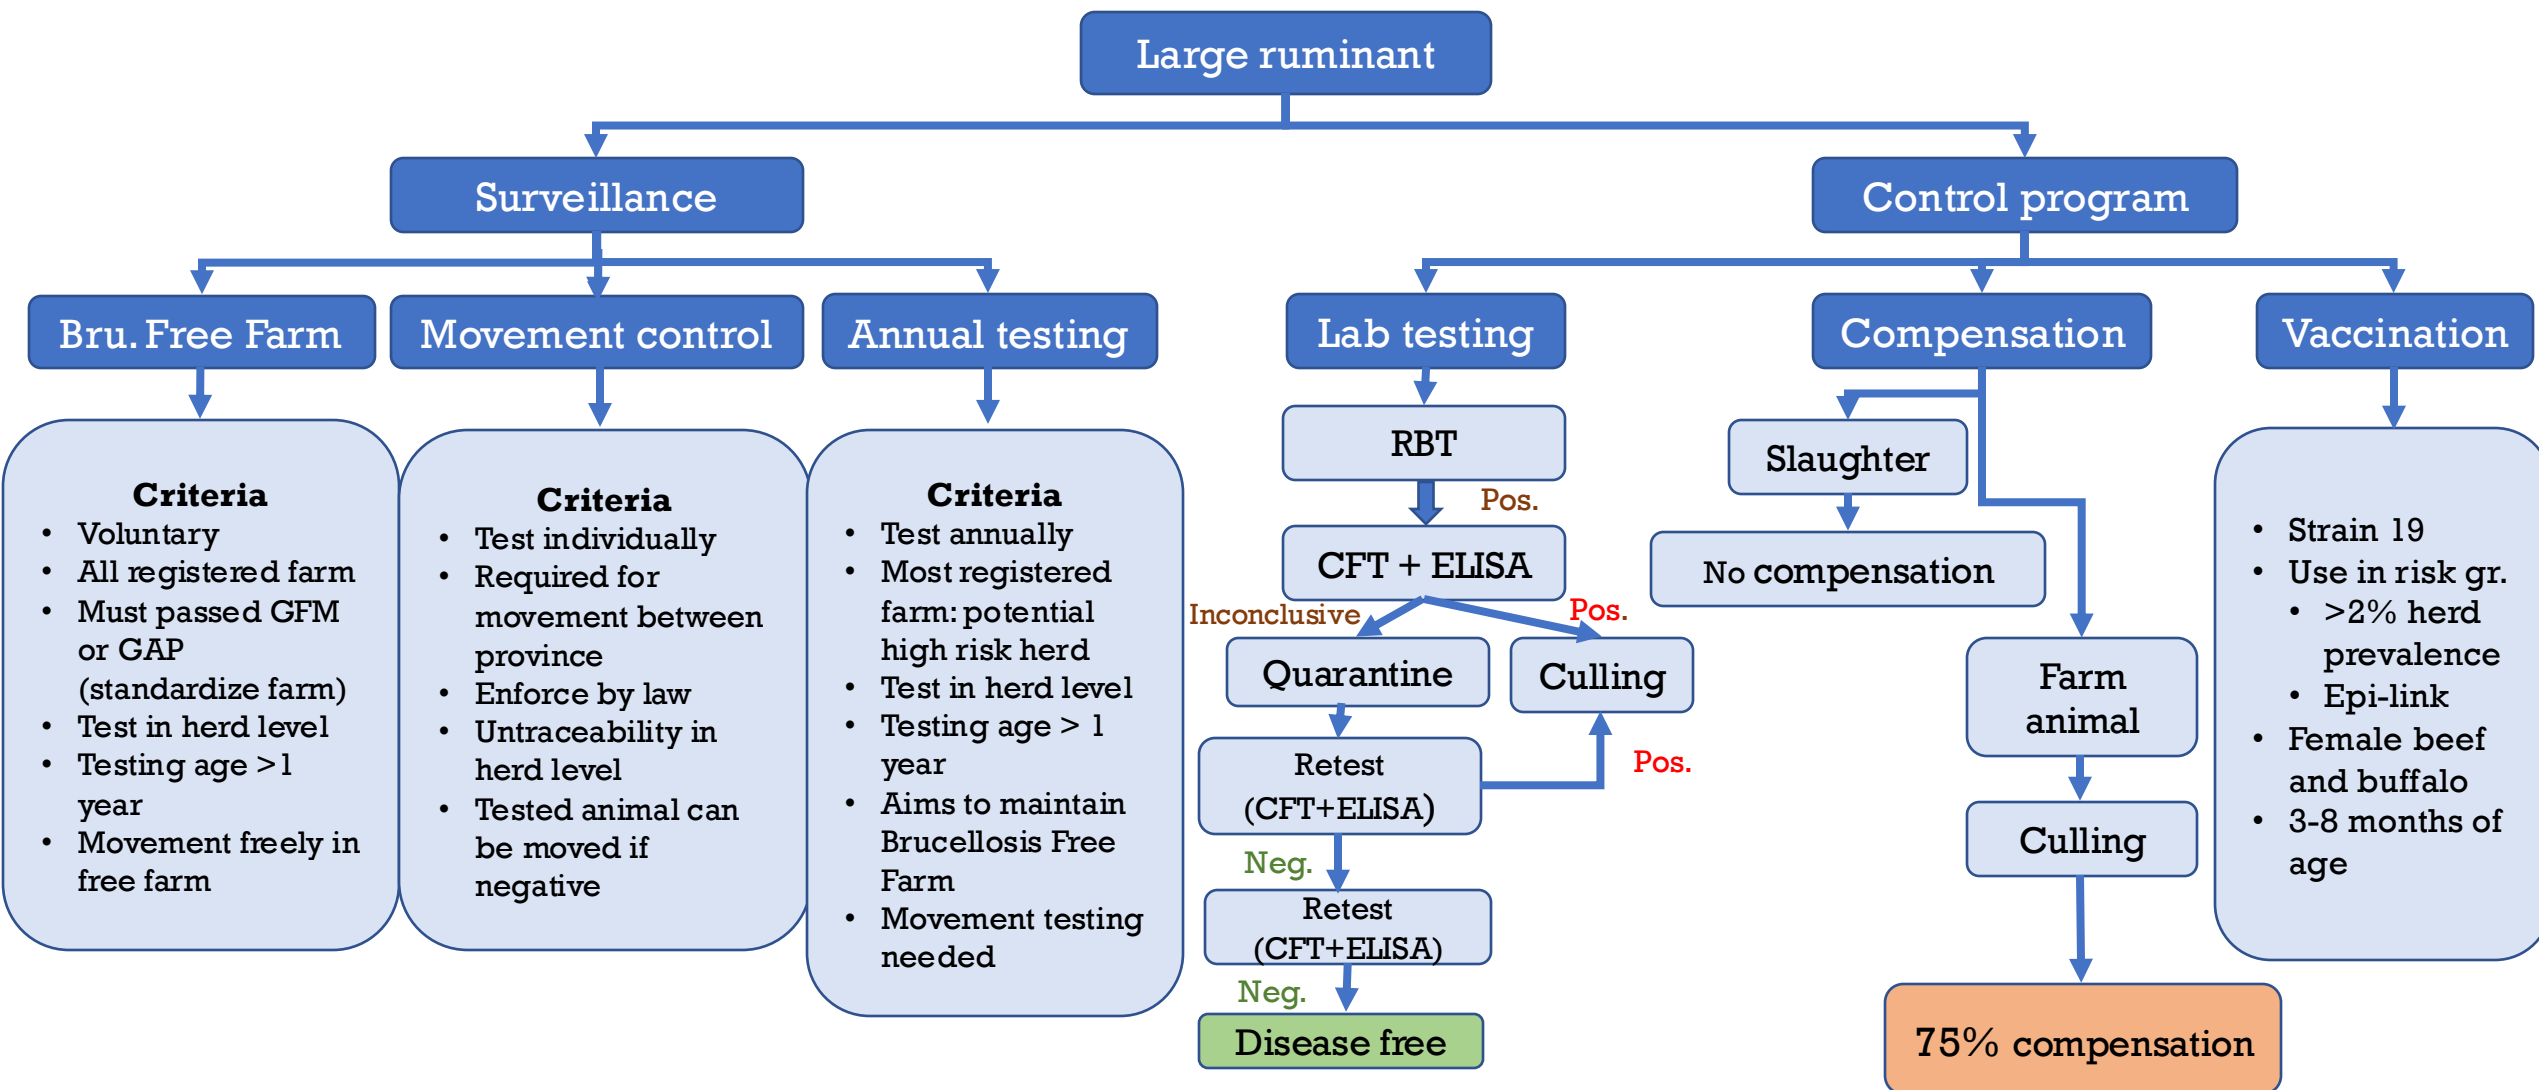 Large ruminant
Surveillance
Control program
Bru. Free Farm
Movement control
Annual testing
Lab testing
Compensation
Vaccination
Criteria
• Voluntary
• All registered farm
• Must passed GFM
or GAP
(standardize farm)
• Test in herd level
• Testing age >1
year
• Movement freely in
free farm
Criteria
• Test individually
• Required for
movement between
province
• Enforce by law
• Untraceability in
herd level
• Tested animal can
be moved if
negative
Criteria
• Test annually
• Most registered
farm: potential
high risk herd
• Test in herd level
• Testing age > 1
year
• Aims to maintain
Brucellosis Free
Farm
• Movement testing
needed
RBT
Pos.
CFT + ELISA
Inconclusive
Pos.
Quarantine
Culling
Retest
(CFT+ELISA)
Pos.
Neg.
Retest
(CFT+ELISA)
Neg.
Disease free
Slaughter
No compensation
Farm
animal
Culling
75% compensation
• Strain 19
• Use in risk gr.
• >2% herd
prevalence
• Epi-link
• Female beef
and buffalo
• 3-8 months of
age